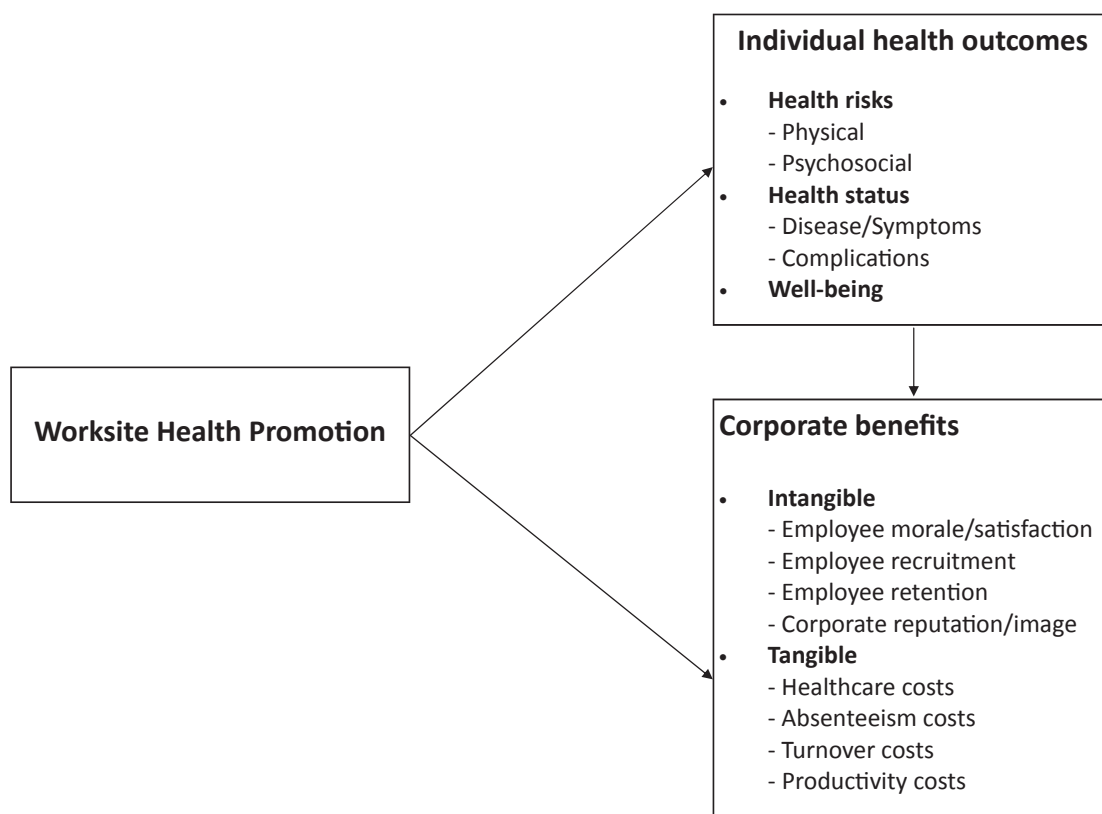 Individual health outcomes
• Health risks
- Physical
- Psychosocial
• Health status
- Disease/Symptoms
- Complications
• Well-being
Worksite Health Promotion
Corporate benefits
• Intangible
- Employee morale/satisfaction
- Employee recruitment
- Employee retention
- Corporate reputation/image
• Tangible
- Healthcare costs
- Absenteeism costs
- Turnover costs
- Productivity costs